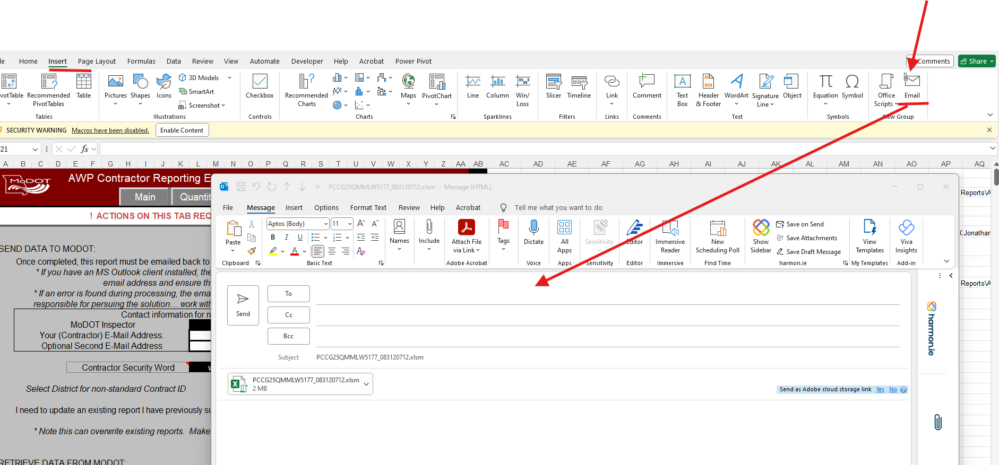 le Home Insert Page Layout Formulas Data Review View Automate Developer Help Acrobat Power Pivot Comments Share
votTable Recommended PivotTables Table
Tables
Pictures Shapes Icons 3D Models SmartArt Screenshot
Illustrations
Checkbox
Controls
Recommended Charts Maps PivotChart
Charts
Line Column Win/ Loss
Sparklines
Slicer Timeline
Filters
Link
Links
Comment
Comments
Text Box Header & Footer WordArt Signature Line Object
Text
Equation Symbol
Symbols
Office Scripts Email
New Group
SECURITY WARNING Macros have been disabled. Enable Content
21 fx
A B C D E F G H I J K L M N O P Q R S T U V W X Y Z AA AB AC AD AE AF AG AH AI AJ AK AL AM AN AO AP AQ
MoDOT
AWP Contractor Reporting E
Main Quantit
! ACTIONS ON THIS TAB REQ
SEND DATA TO MODOT:
Once completed, this report must be emailed back to
* If you have an MS Outlook client installed, the
email address and ensure th
* If an error is found during processing, the ema
responsible for persuing the solution... work with
Contact information for n
MoDOT Inspector
Your (Contractor) E-Mail Address.
Optional Second E-Mail Address
Contractor Security Word
Select District for non-standard Contract ID
I need to update an existing report I have previously su
* Note this can overwrite existing reports. Make
RETRIEVE DATA FROM MODOT:
PCCG25QMMLW5177_083120712.xlsm - Message (HTML)
File Message Insert Options Format Text Review Help Acrobat Tell me what you want to do
Paste
Clipboard
Aptos (Body) 11 A A
B I U A A
Basic Text
Names
Include
Attach File via Link
Adobe Acrobat
Tags
Dictate
Voice
All Apps
Apps
Sensitivity
Sensitivity
Editor
Editor
Immersive Reader
Immersive
New Scheduling Poll
Find Time
Show Sidebar
Save on Send
Save Attachments
Save Draft Message
harmon.ie
View Templates
My Templates
Viva Insights
Add-in
Send
To
Cc
Bcc
Subject PCCG25QMMLW5177_083120712.xlsm
PCCG25QMMLW5177_083120712.xlsm
2 MB
Send as Adobe cloud storage link Yes No ?
harmon.ie
Reports\A
Jonathan
Reports\A